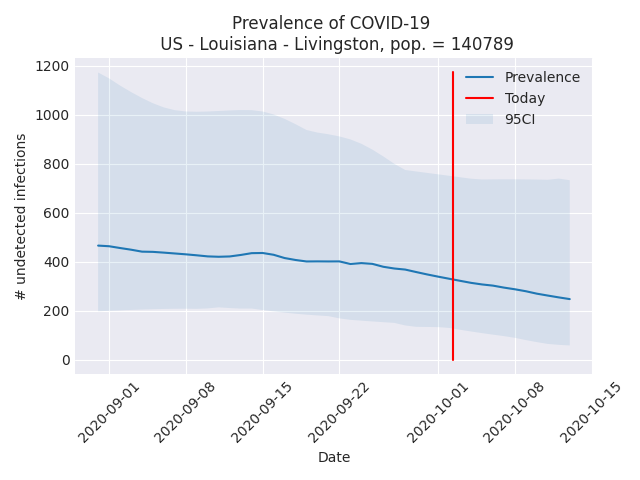 Prevalence of COVID-19
US - Louisiana - Livingston, pop. = 140789
# undetected infections
1200
1000
800
600
400
200
0
Prevalence
Today
95CI
2020-09-01
2020-09-08
2020-09-15
2020-09-22
2020-10-01
2020-10-08
2020-10-15
Date